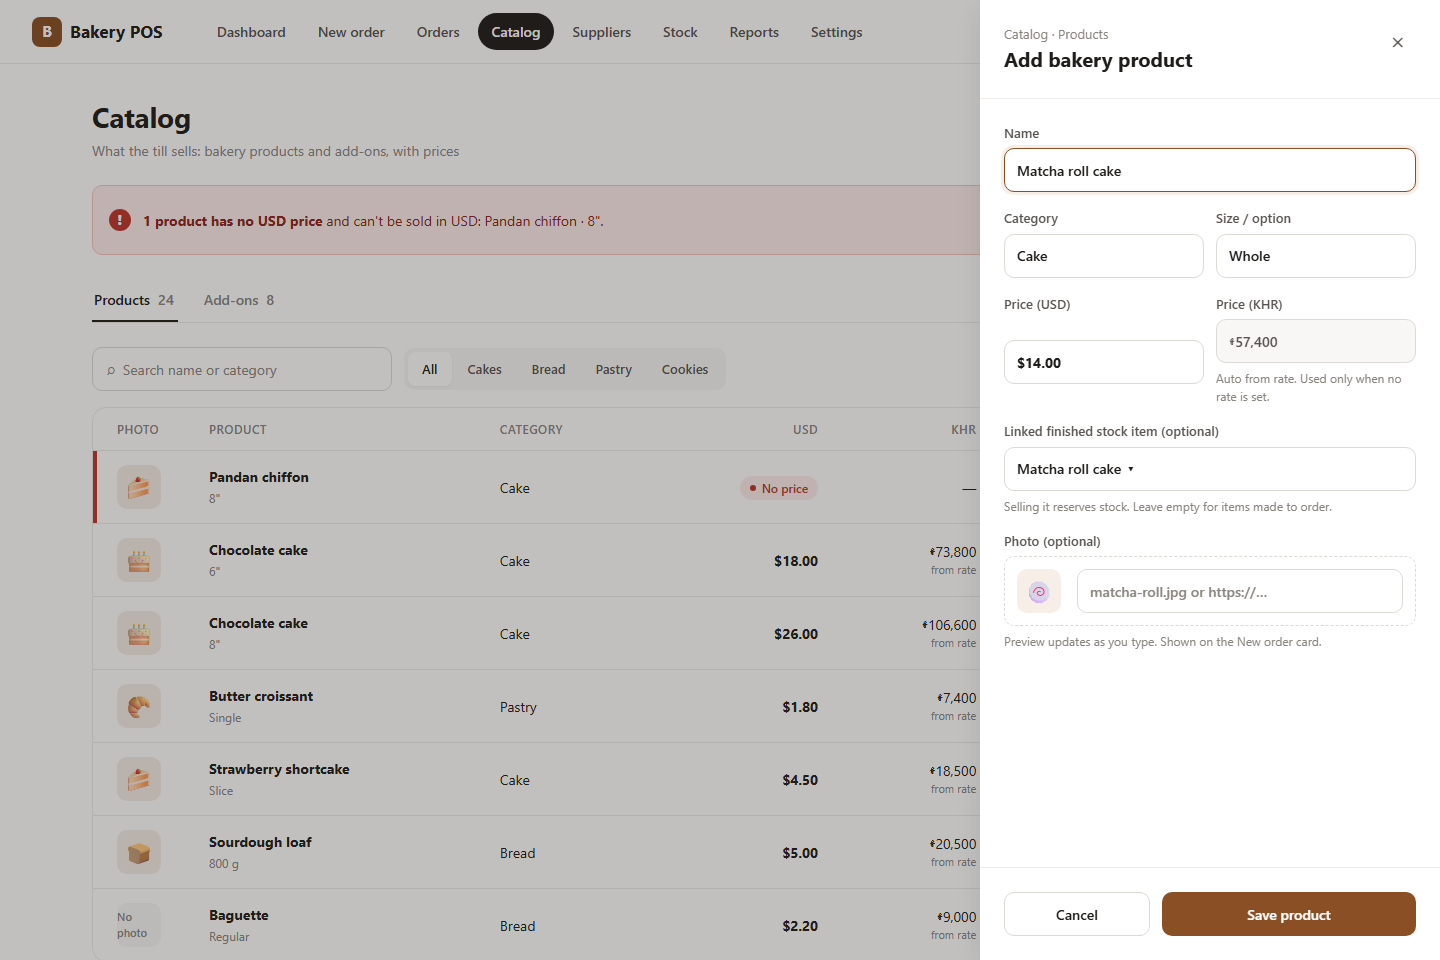 B Bakery POS
Dashboard
New order
Orders
Catalog
Suppliers
Stock
Reports
Settings
Catalog
What the till sells: bakery products and add-ons, with prices
! 1 product has no USD price and can't be sold in USD: Pandan chiffon · 8".
Products 24
Add-ons 8
Search name or category
All
Cakes
Bread
Pastry
Cookies
PHOTO PRODUCT CATEGORY USD KHR
Pandan chiffon
8"
Cake
No price
—
Chocolate cake
6"
Cake
$18.00
៛73,800
from rate
Chocolate cake
8"
Cake
$26.00
៛106,600
from rate
Butter croissant
Single
Pastry
$1.80
៛7,400
from rate
Strawberry shortcake
Slice
Cake
$4.50
៛18,500
from rate
Sourdough loaf
800 g
Bread
$5.00
៛20,500
from rate
No
photo
Baguette
Regular
Bread
$2.20
៛9,000
from rate
Catalog · Products
Add bakery product
Name
Matcha roll cake
Category
Cake
Size / option
Whole
Price (USD)
$14.00
Price (KHR)
៛57,400
Auto from rate. Used only when no
rate is set.
Linked finished stock item (optional)
Matcha roll cake
Selling it reserves stock. Leave empty for items made to order.
Photo (optional)
matcha-roll.jpg or https://...
Preview updates as you type. Shown on the New order card.
Cancel
Save product